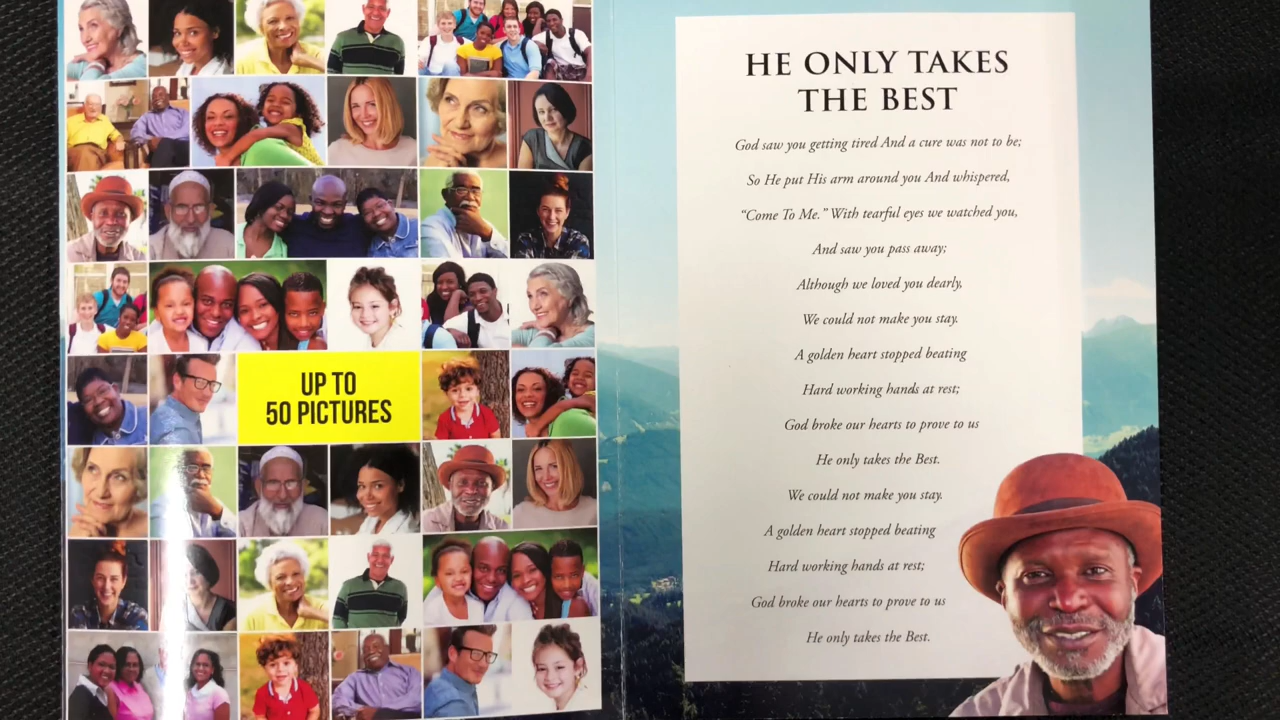 UP TO
50 PICTURES
HE ONLY TAKES
THE BEST
God saw you getting tired And a cure was not to be;
So He put His arm around you And whispered,
“Come To Me.” With tearful eyes we watched you,
And saw you pass away;
Although we loved you dearly,
We could not make you stay.
A golden heart stopped beating
Hard working hands at rest;
God broke our hearts to prove to us
He only takes the Best.
We could not make you stay.
A golden heart stopped beating
Hard working hands at rest;
God broke our hearts to prove to us
He only takes the Best.